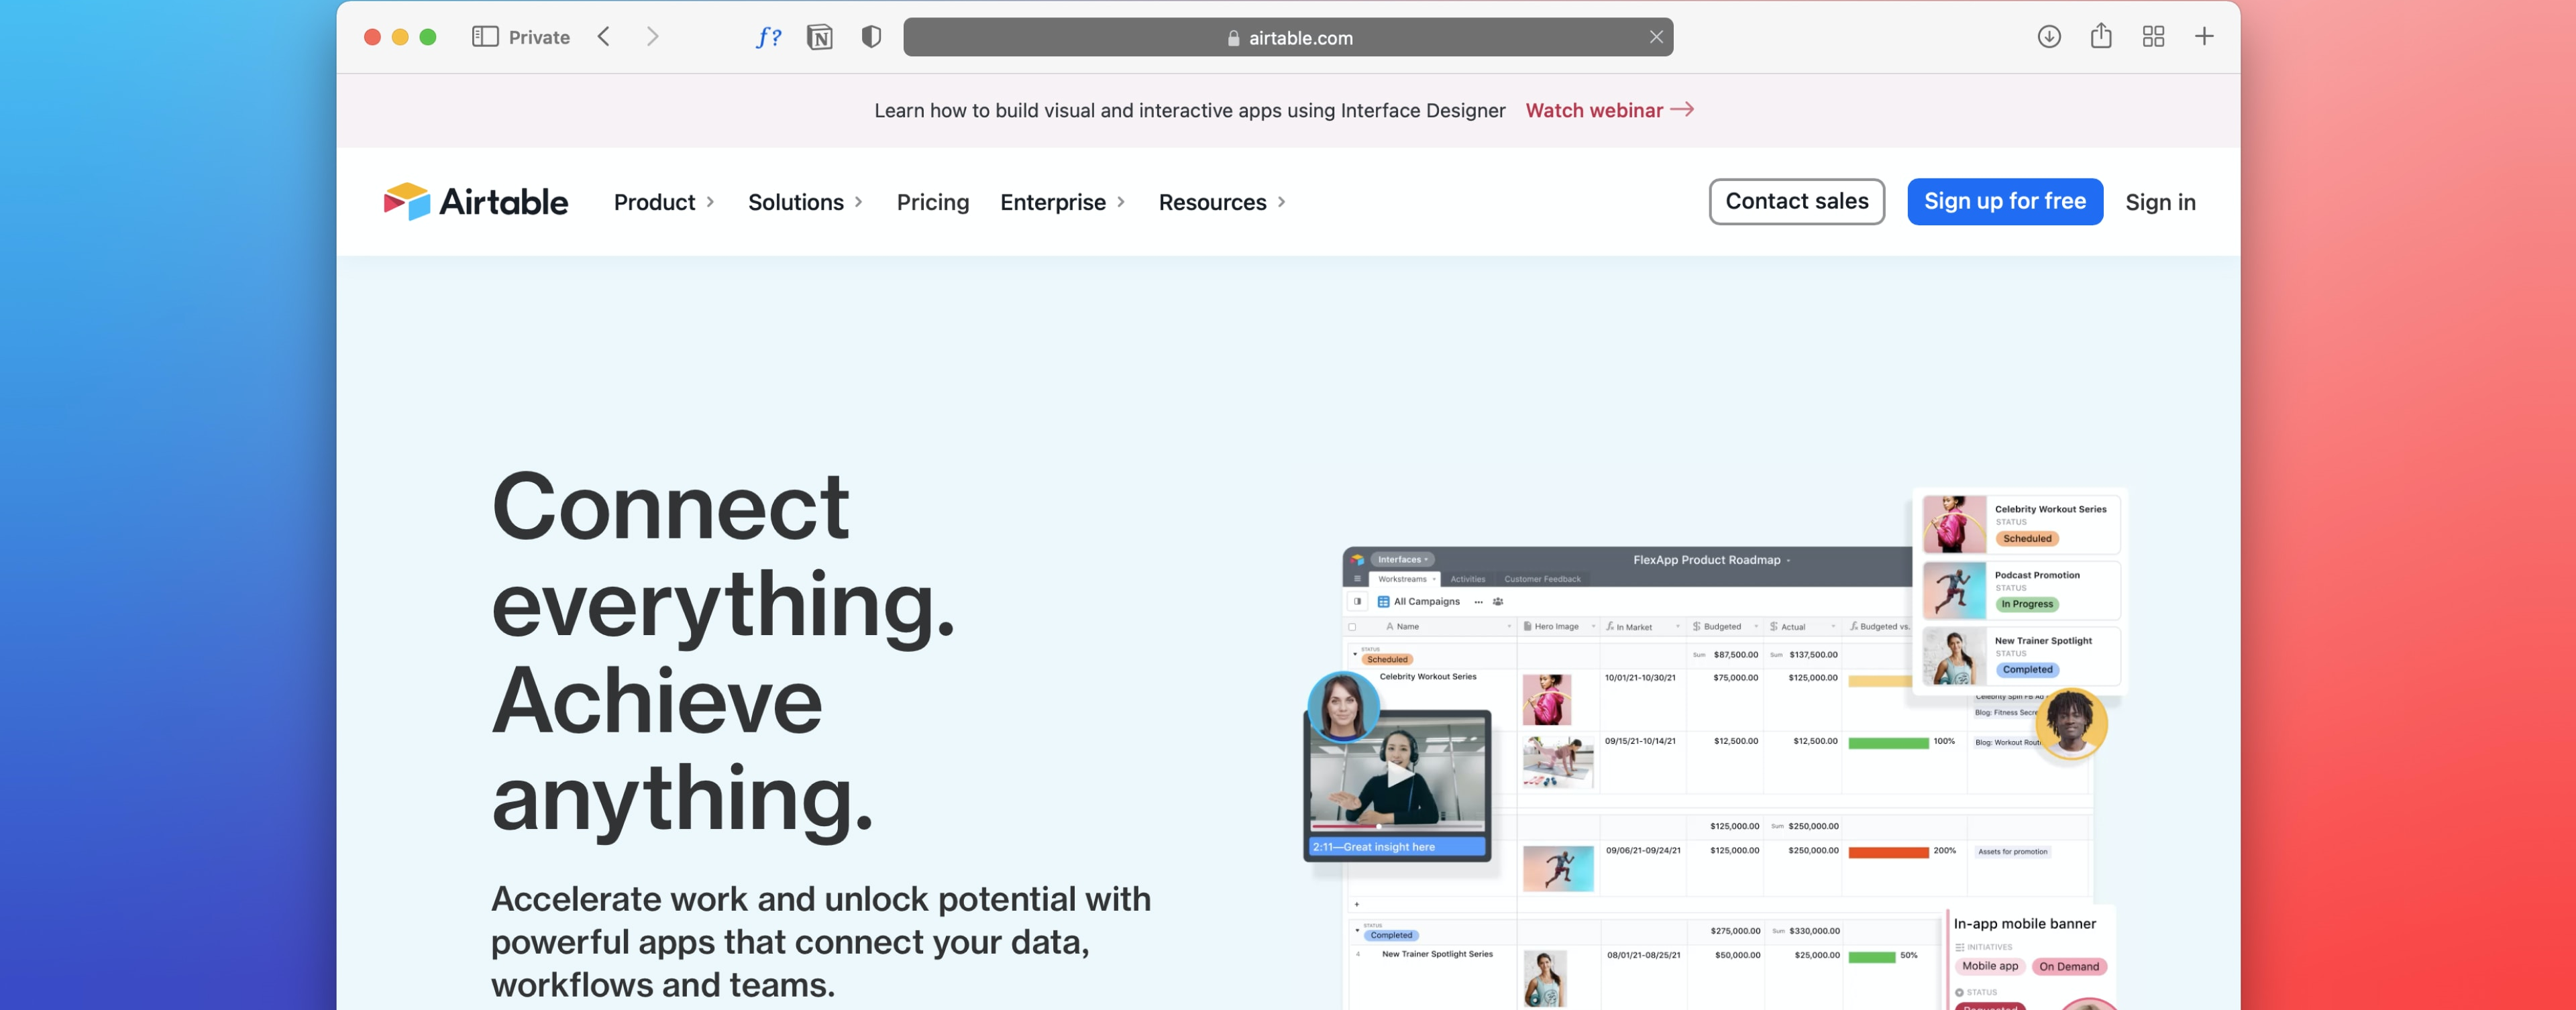 Private
f?
N
airtable.com
Learn how to build visual and interactive apps using Interface Designer Watch webinar →
Airtable
Product
Solutions
Pricing
Enterprise
Resources
Contact sales
Sign up for free
Sign in
Connect
everything.
Achieve
anything.
Accelerate work and unlock potential with
powerful apps that connect your data,
workflows and teams.
Interfaces
FlexApp Product Roadmap
Workstreams
Activities
Customer Feedback
All Campaigns
A Name
Hero Image
In Market
$ Budgeted
$ Actual
Budgeted vs.
STATUS
Scheduled
Sum $87,500.00
Sum $137,500.00
Celebrity Workout Series
10/01/21-10/30/21
$75,000.00
$125,000.00
Blog: Fitness Secre
09/15/21-10/14/21
$12,500.00
$12,500.00
100%
Blog: Workout Rout
2:11—Great insight here
$125,000.00
Sum $250,000.00
09/06/21-09/24/21
$125,000.00
$250,000.00
200%
Assets for promotion
STATUS
Completed
$275,000.00
Sum $330,000.00
4 New Trainer Spotlight Series
08/01/21-08/25/21
$50,000.00
$25,000.00
50%
Celebrity Workout Series
STATUS
Scheduled
Podcast Promotion
STATUS
In Progress
New Trainer Spotlight
STATUS
Completed
In-app mobile banner
INITIATIVES
Mobile app
On Demand
STATUS